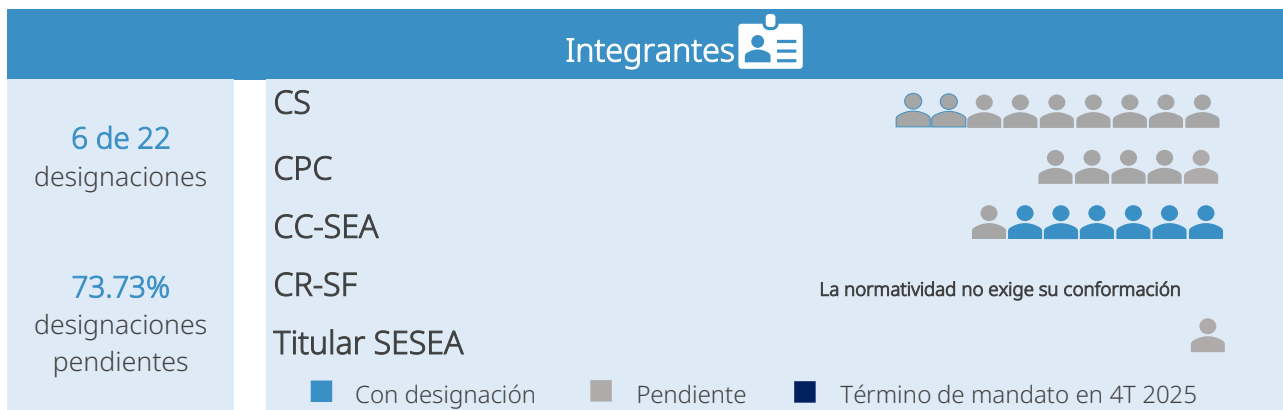 Integrantes
6 de 22
designaciones
73.73%
designaciones
pendientes
CS
CPC
CC-SEA
CR-SF
La normatividad no exige su conformación
Titular SESEA
Con designación
Pendiente
Término de mandato en 4T 2025